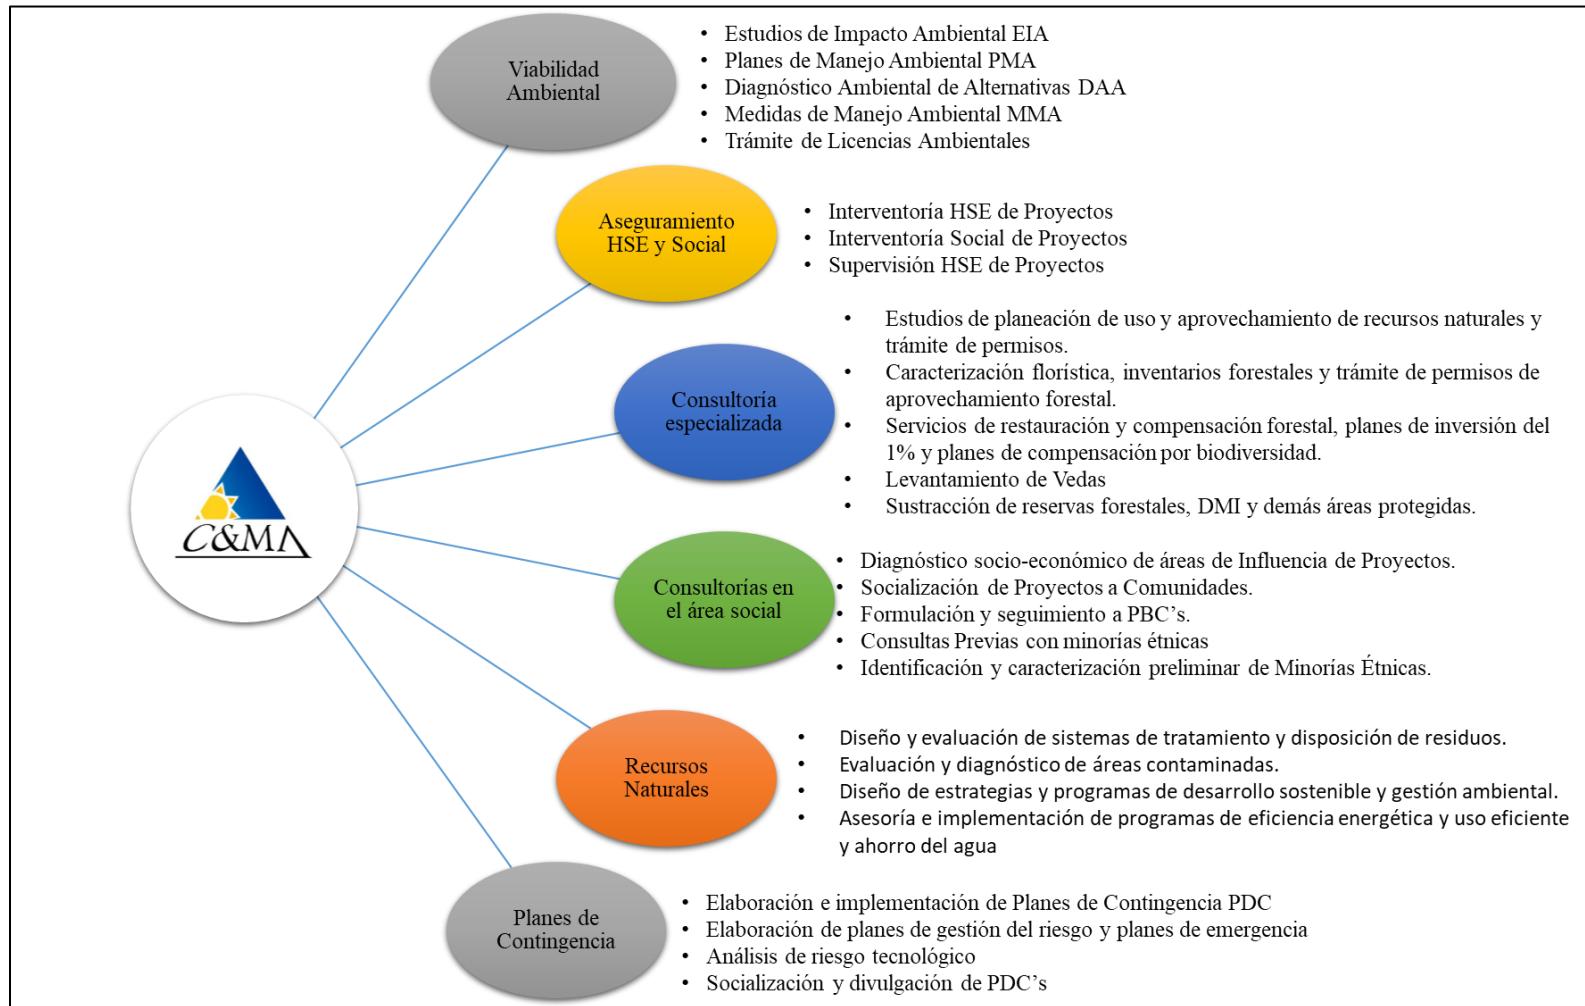 Viabilidad
Ambiental
• Estudios de Impacto Ambiental EIA
• Planes de Manejo Ambiental PMA
• Diagnóstico Ambiental de Alternativas DAA
• Medidas de Manejo Ambiental MMA
• Trámite de Licencias Ambientales
Aseguramiento
HSE y Social
• Interventoría HSE de Proyectos
• Interventoría Social de Proyectos
• Supervisión HSE de Proyectos
Consultoría
especializada
• Estudios de planeación de uso y aprovechamiento de recursos naturales y
trámite de permisos.
• Caracterización florística, inventarios forestales y trámite de permisos de
aprovechamiento forestal.
• Servicios de restauración y compensación forestal, planes de inversión del
1% y planes de compensación por biodiversidad.
• Levantamiento de Vedas
• Sustracción de reservas forestales, DMI y demás áreas protegidas.
C&MA
Consultorías en
el área social
• Diagnóstico socio-económico de áreas de Influencia de Proyectos.
• Socialización de Proyectos a Comunidades.
• Formulación y seguimiento a PBC’s.
• Consultas Previas con minorías étnicas
• Identificación y caracterización preliminar de Minorías Étnicas.
Recursos
Naturales
• Diseño y evaluación de sistemas de tratamiento y disposición de residuos.
• Evaluación y diagnóstico de áreas contaminadas.
• Diseño de estrategias y programas de desarrollo sostenible y gestión ambiental.
• Asesoría e implementación de programas de eficiencia energética y uso eficiente
y ahorro del agua
Planes de
Contingencia
• Elaboración e implementación de Planes de Contingencia PDC
• Elaboración de planes de gestión del riesgo y planes de emergencia
• Análisis de riesgo tecnológico
• Socialización y divulgación de PDC’s